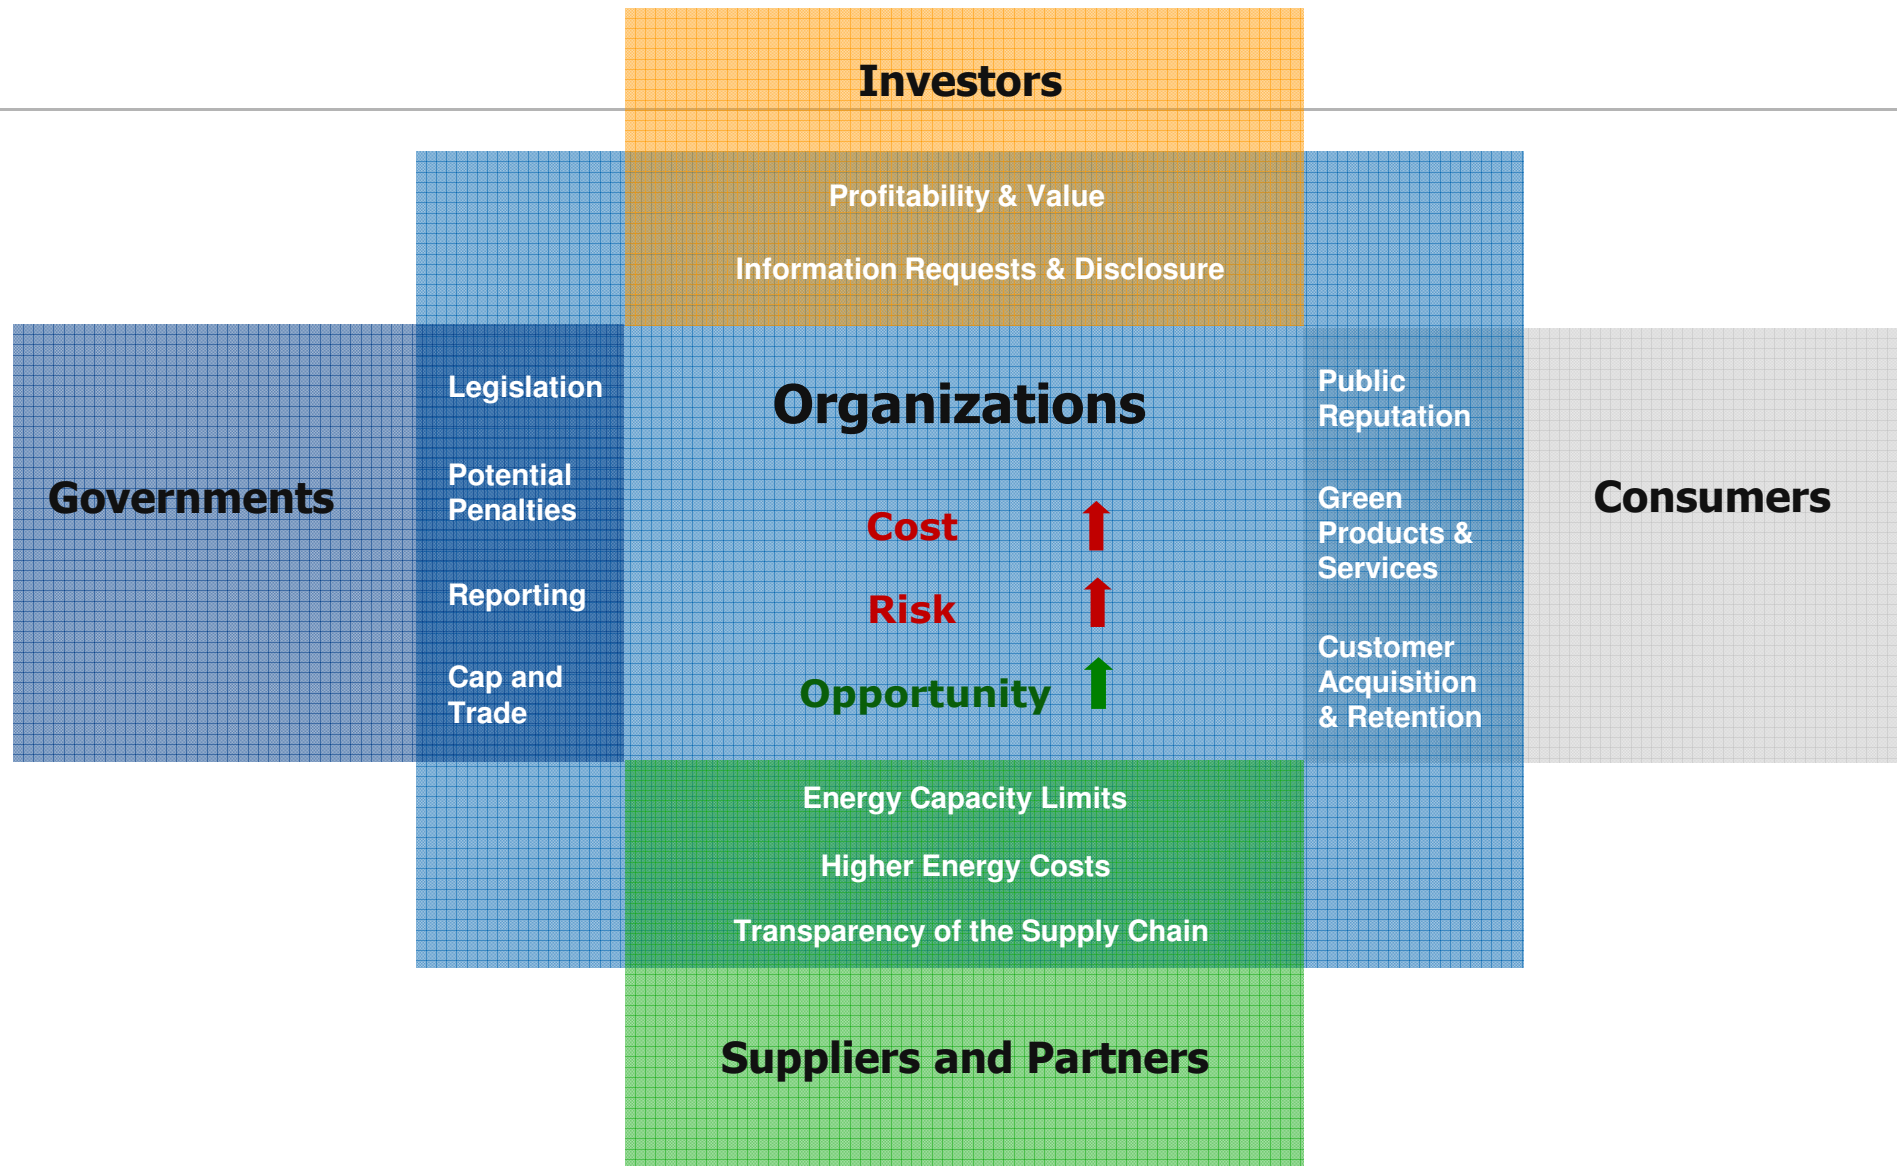 Investors
Profitability & Value
Information Requests & Disclosure
Governments
Legislation
Potential
Penalties
Reporting
Cap and
Trade
Organizations
Cost
Risk
Opportunity
Public
Reputation
Green
Products &
Services
Customer
Acquisition
& Retention
Consumers
Energy Capacity Limits
Higher Energy Costs
Transparency of the Supply Chain
Suppliers and Partners